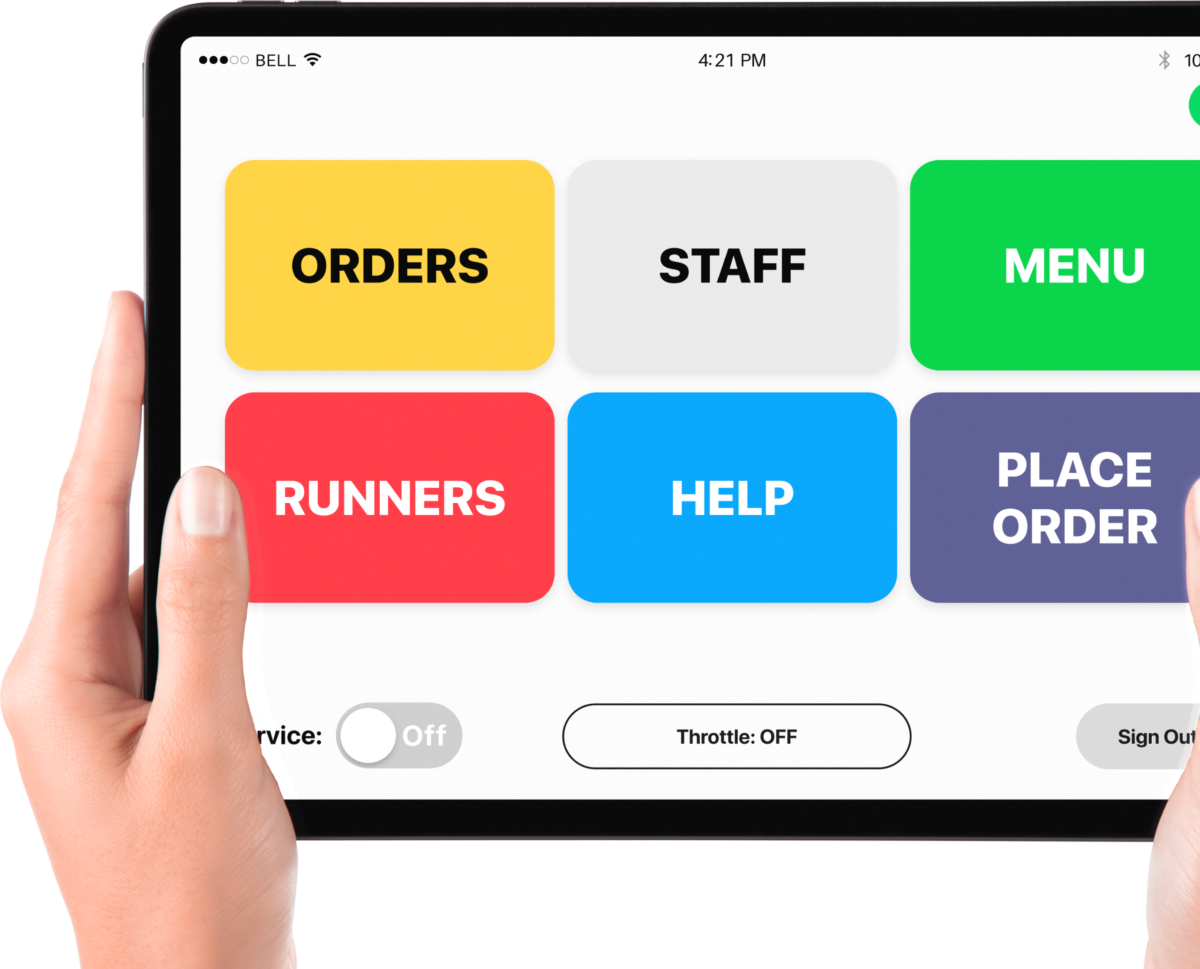 BELL
4:21 PM
10
ORDERS
STAFF
MENU
RUNNERS
HELP
PLACE
ORDER
rvice:
Off
Throttle: OFF
Sign Out